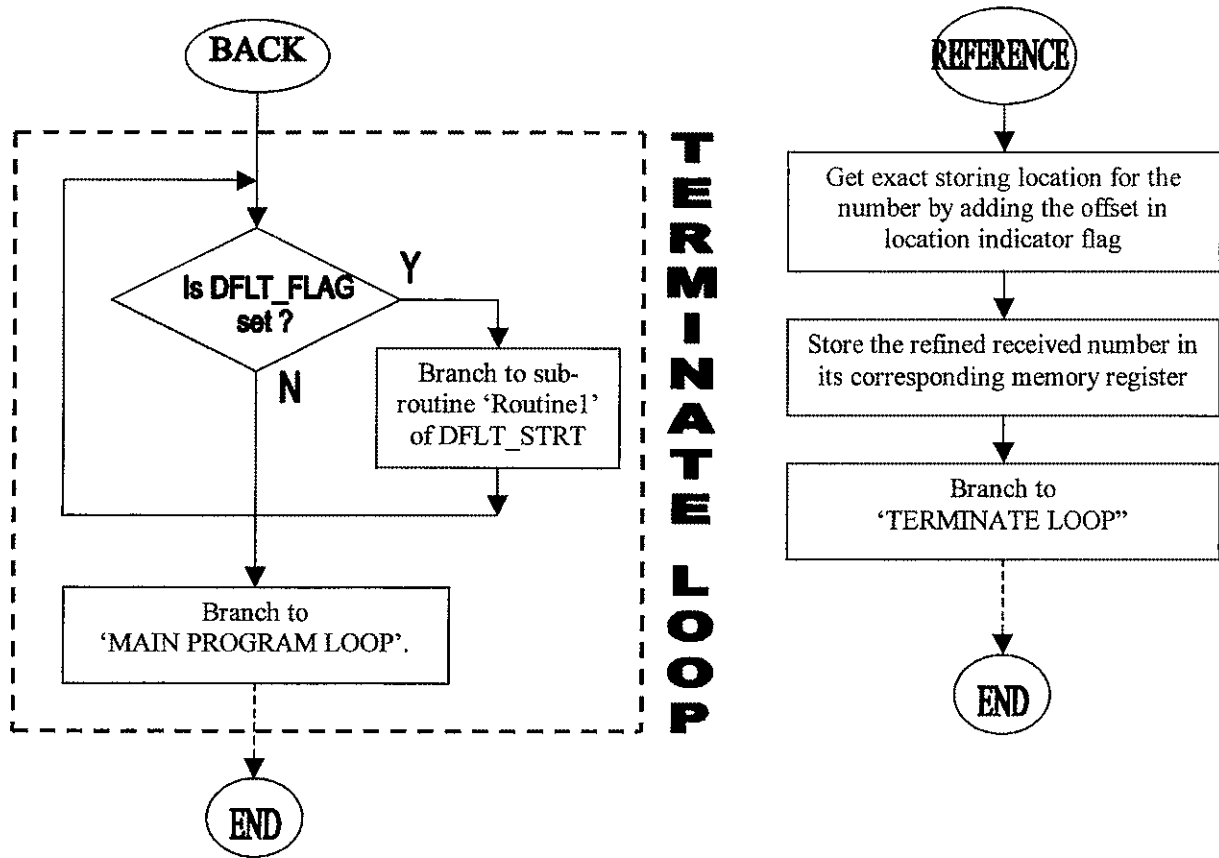 BACK
Is DFLT_FLAG
set ?
Y
N
Branch to sub-
routine ‘Routine1’
of DFLT_STRT
Branch to
‘MAIN PROGRAM LOOP’.
END
TERMINATE LOOP
REFERENCE
Get exact storing location for the
number by adding the offset in
location indicator flag
Store the refined received number in
its corresponding memory register
Branch to
‘TERMINATE LOOP”
END